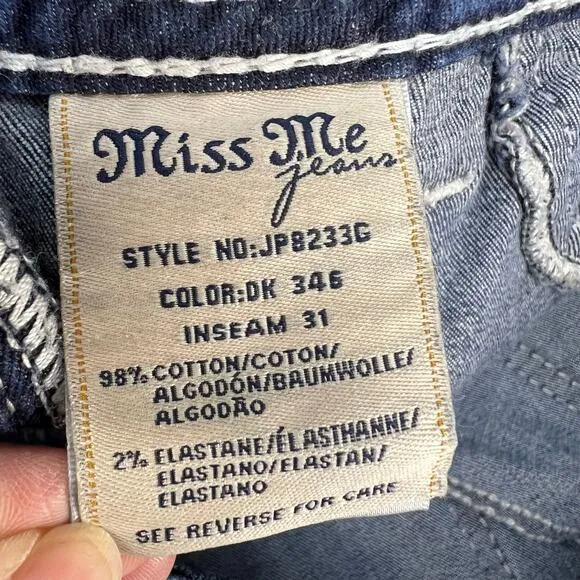 Miss Me
jeans
STYLE NO:JP8233G
COLOR:DK 346
INSEAM 31
98% COTTON/COTON/
ALGODÓN/BAUMWOLLE/
ALGODÃO
2% ELASTANE/ÉLASTHANNE/
ELASTANO/ELASTAN/
ELASTANO
SEE REVERSE FOR CARE